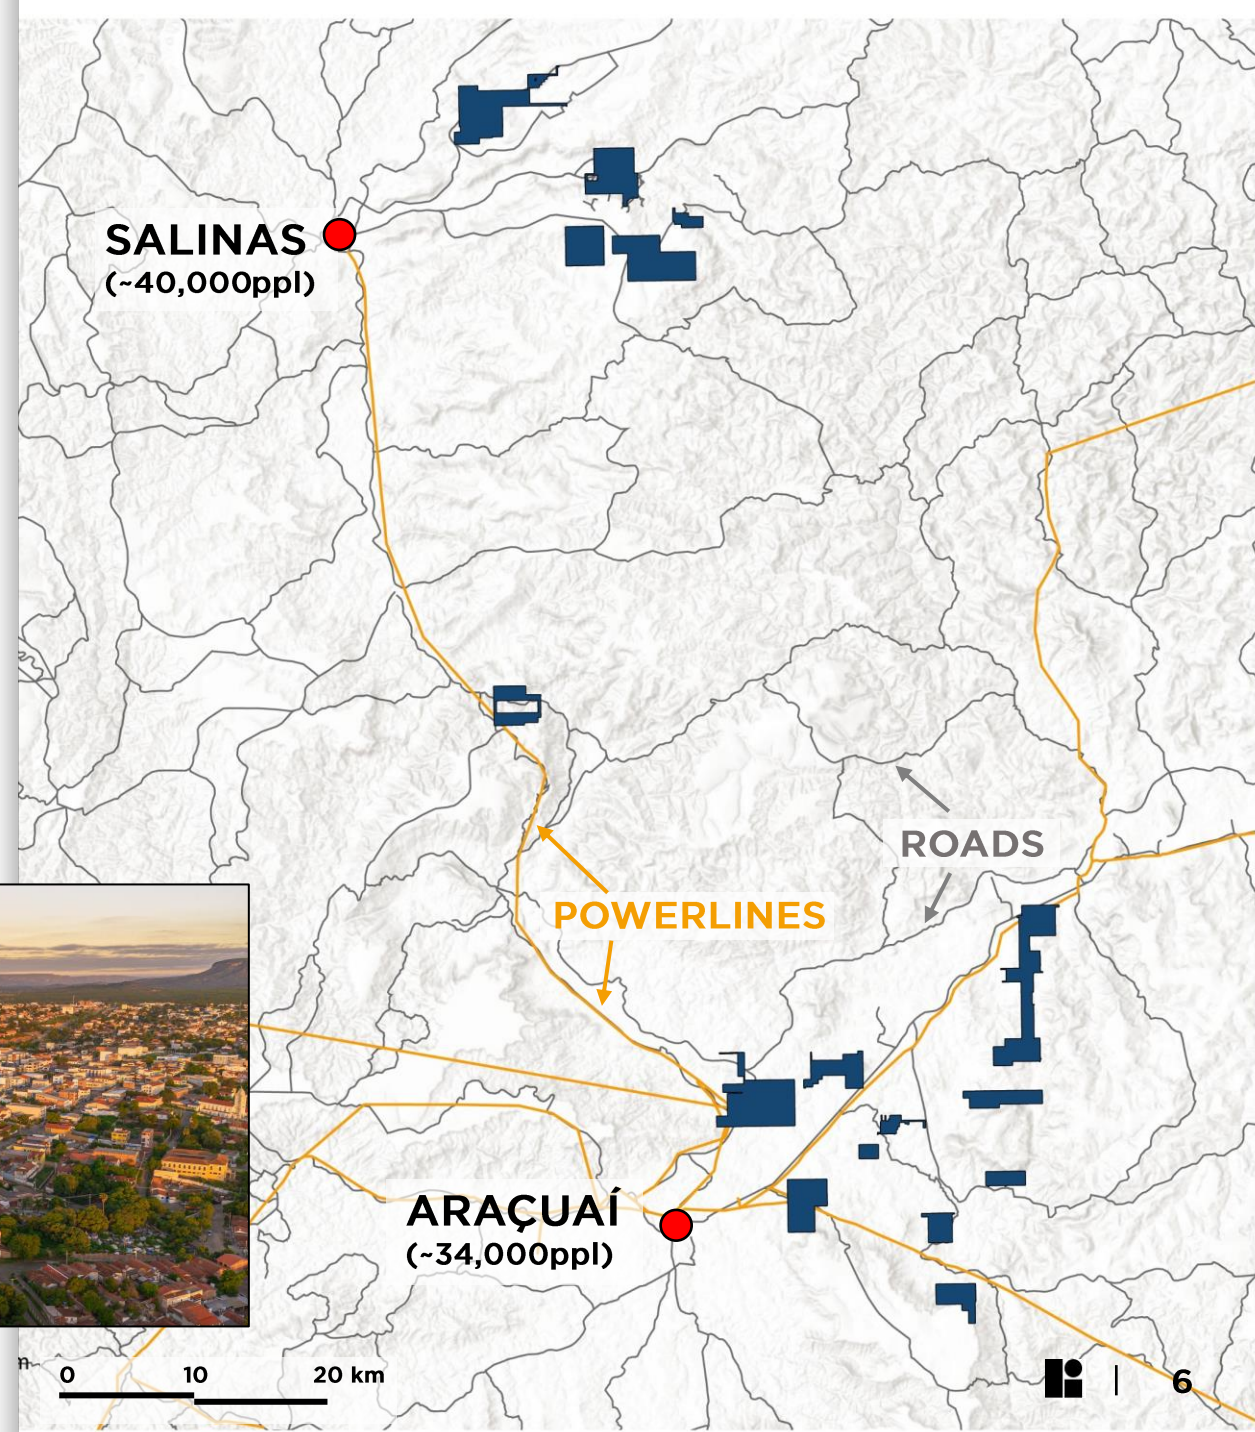 SALINAS
(~40,000ppl)
ROADS
POWERLINES
ARAÇUAÍ
(~34,000ppl)
0 10 20 km
| 6